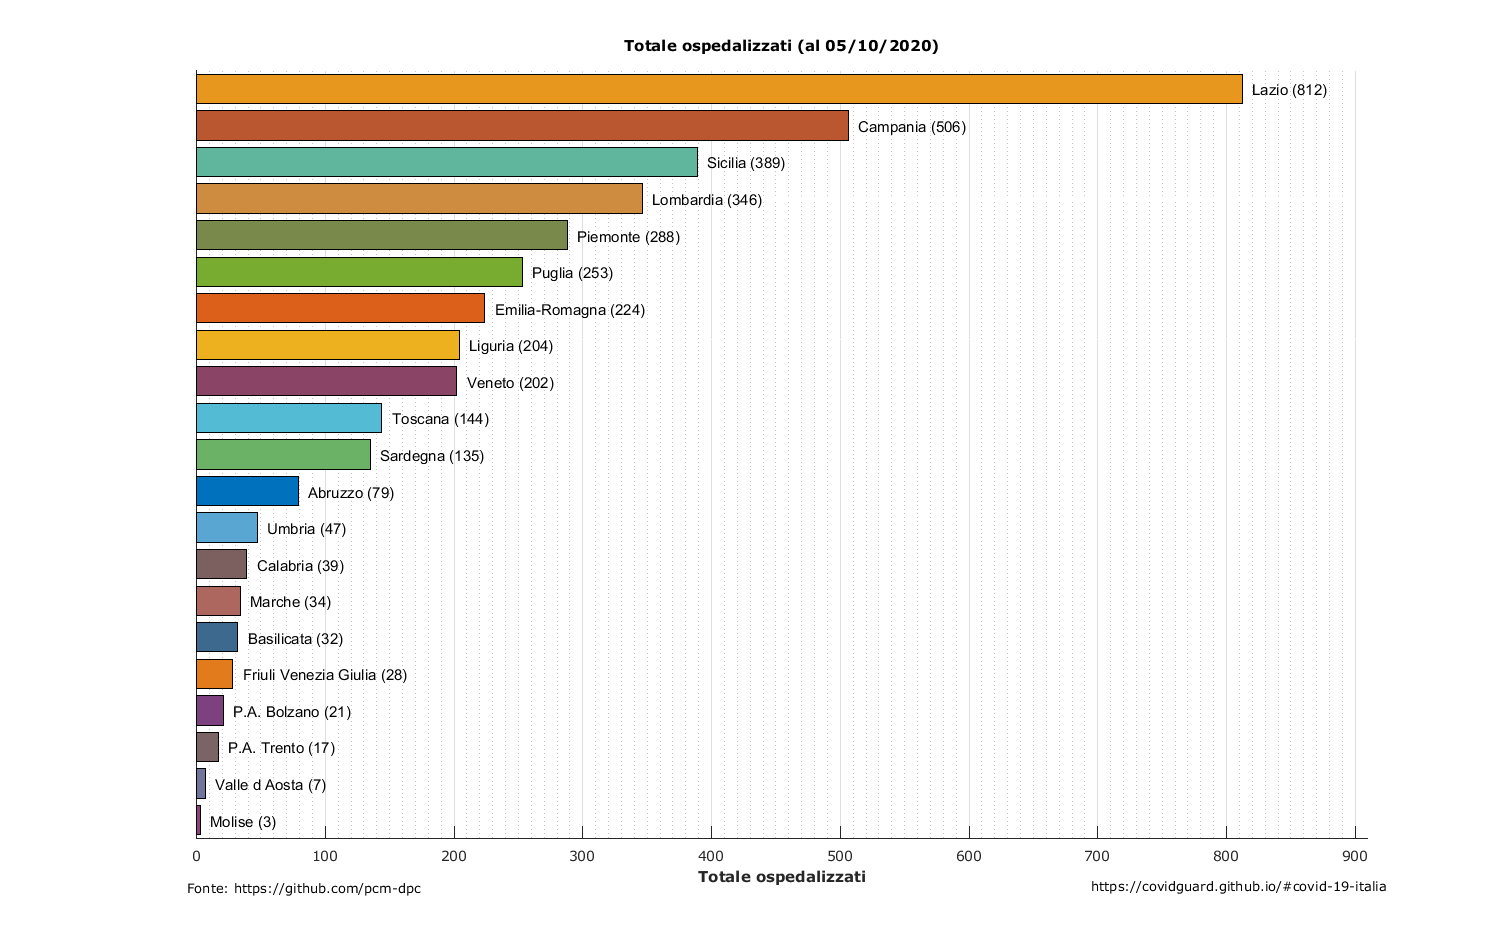 Totale ospedalizzati (al 05/10/2020)
Lazio (812)
Campania (506)
Sicilia (389)
Lombardia (346)
Piemonte (288)
Puglia (253)
Emilia-Romagna (224)
Liguria (204)
Veneto (202)
Toscana (144)
Sardegna (135)
Abruzzo (79)
Umbria (47)
Calabria (39)
Marche (34)
Basilicata (32)
Friuli Venezia Giulia (28)
P.A. Bolzano (21)
P.A. Trento (17)
Valle d Aosta (7)
Molise (3)
0 100 200 300 400 500 600 700 800 900
Totale ospedalizzati
Fonte: https://github.com/pcm-dpc
https://covidguard.github.io/#covid-19-italia